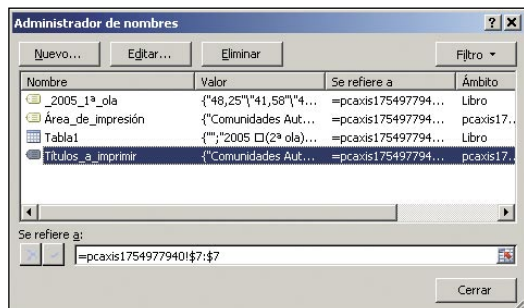 Administrador de nombres
Nuevo... Editar... Eliminar Filtro
Nombre Valor Se refiere a Ámbito
_2005_1ª_ola {"48,25"\"41,58"\"4... =pcaxis175497794... Libro
Área_de_impresión {"Comunidades Aut... =pcaxis175497794... pcaxis17...
Tabla1 {"";"2005 □(2ª ola)... =pcaxis175497794... Libro
Títulos_a_imprimir {"Comunidades Aut... =pcaxis175497794... pcaxis17...
Se refiere a:
=pcaxis1754977940!$7:$7
Cerrar